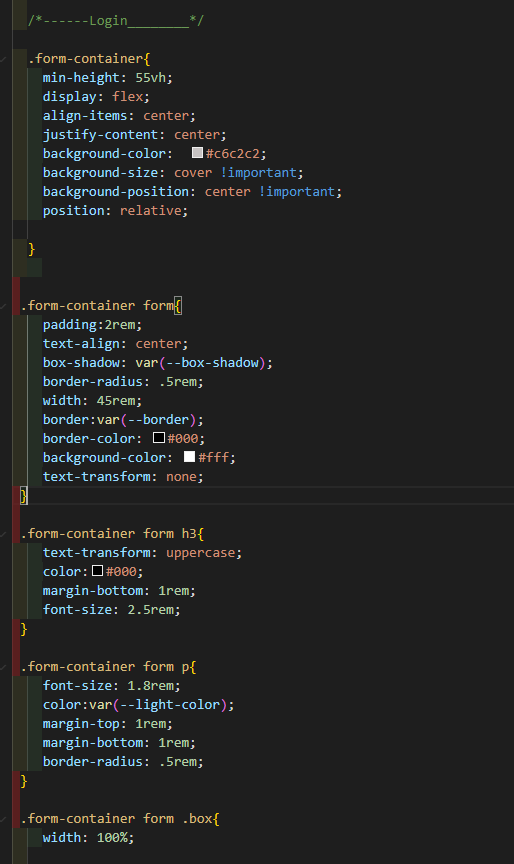 /*------Login________*/
.form-container{
min-height: 55vh;
display: flex;
align-items: center;
justify-content: center;
background-color: #c6c2c2;
background-size: cover !important;
background-position: center !important;
position: relative;
}
.form-container form{
padding:2rem;
text-align: center;
box-shadow: var(--box-shadow);
border-radius: .5rem;
width: 45rem;
border:var(--border);
border-color: #000;
background-color: #fff;
text-transform: none;
}
.form-container form h3{
text-transform: uppercase;
color:#000;
margin-bottom: 1rem;
font-size: 2.5rem;
}
.form-container form p{
font-size: 1.8rem;
color:var(--light-color);
margin-top: 1rem;
margin-bottom: 1rem;
border-radius: .5rem;
}
.form-container form .box{
width: 100%;